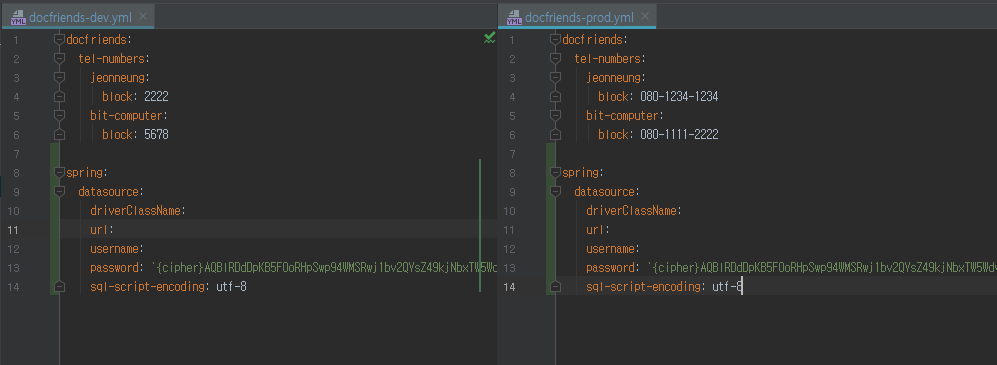 docfriends-dev.yml
1 docfriends:
2 tel-numbers:
3 jeonneung:
4 block: 2222
5 bit-computer:
6 block: 5678
7
8 spring:
9 datasource:
10 driverClassName:
11 url:
12 username:
13 password: '{cipher}AQBIRDdDpKB5FOoRHpSwp94WMSRwj1bv2QYsZ49kjNbxTW5Wd
14 sql-script-encoding: utf-8
docfriends-prod.yml
1 docfriends:
2 tel-numbers:
3 jeonneung:
4 block: 080-1234-1234
5 bit-computer:
6 block: 080-1111-2222
7
8 spring:
9 datasource:
10 driverClassName:
11 url:
12 username:
13 password: '{cipher}AQBIRDdDpKB5FOoRHpSwp94WMSRwj1bv2QYsZ49kjNbxTW5Wdv
14 sql-script-encoding: utf-8